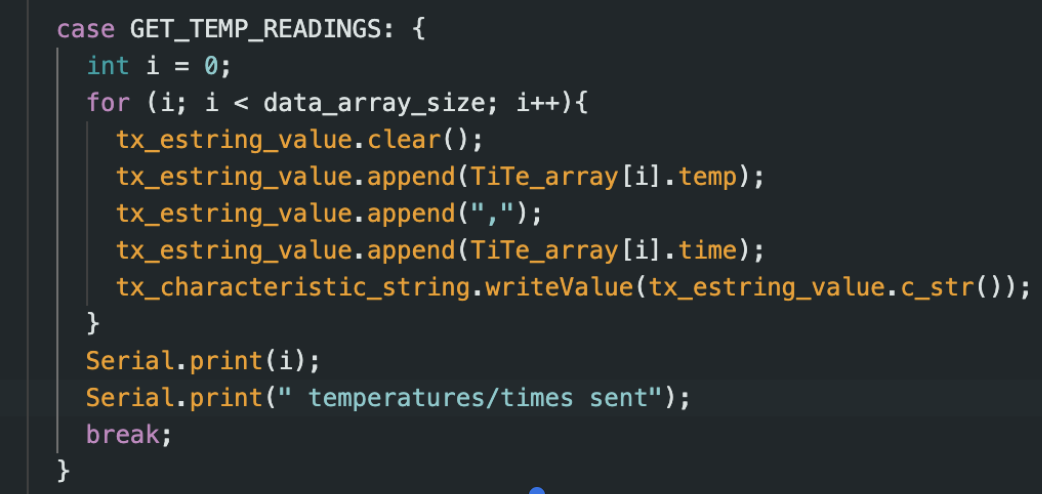 case GET_TEMP_READINGS: {
int i = 0;
for (i; i < data_array_size; i++){
tx_estring_value.clear();
tx_estring_value.append(TiTe_array[i].temp);
tx_estring_value.append(",");
tx_estring_value.append(TiTe_array[i].time);
tx_characteristic_string.writeValue(tx_estring_value.c_str());
}
Serial.print(i);
Serial.print(" temperatures/times sent");
break;
}